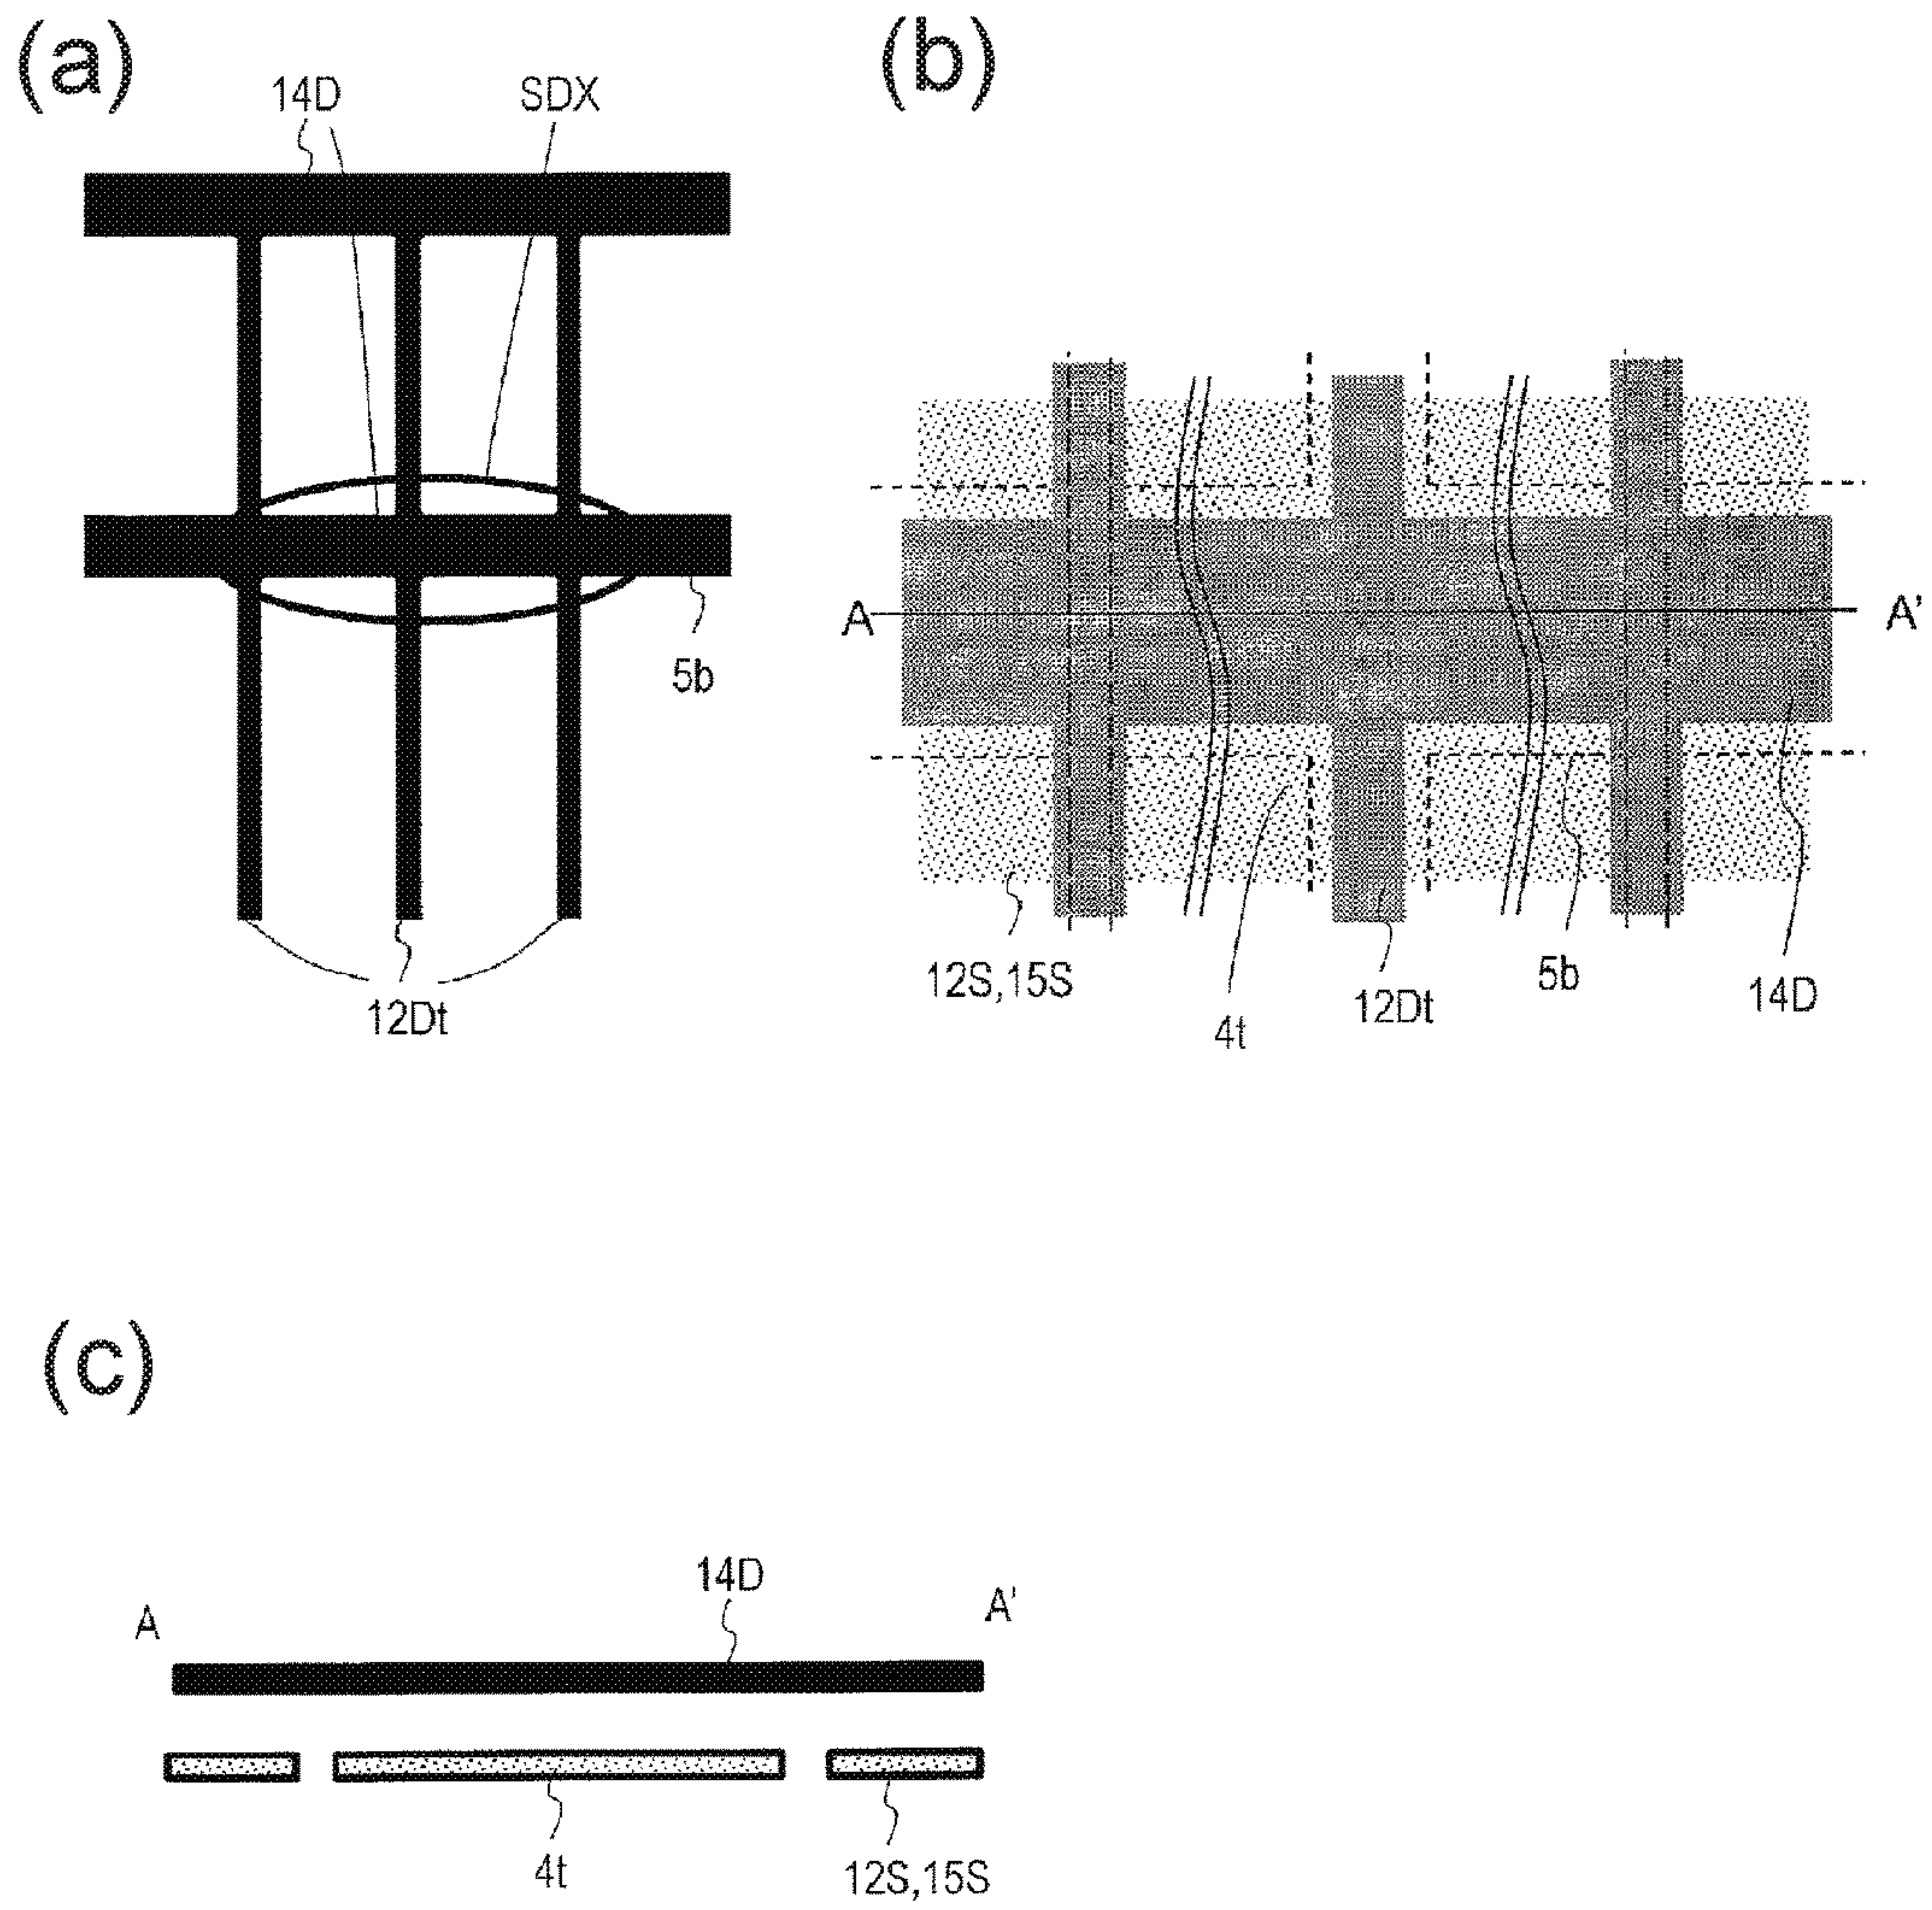 (a)
14D SDX
5b
12Dt
(b)
A A'
12S,15S 4t 12Dt 5b 14D
(c)
14D
A A'
4t 12S,15S